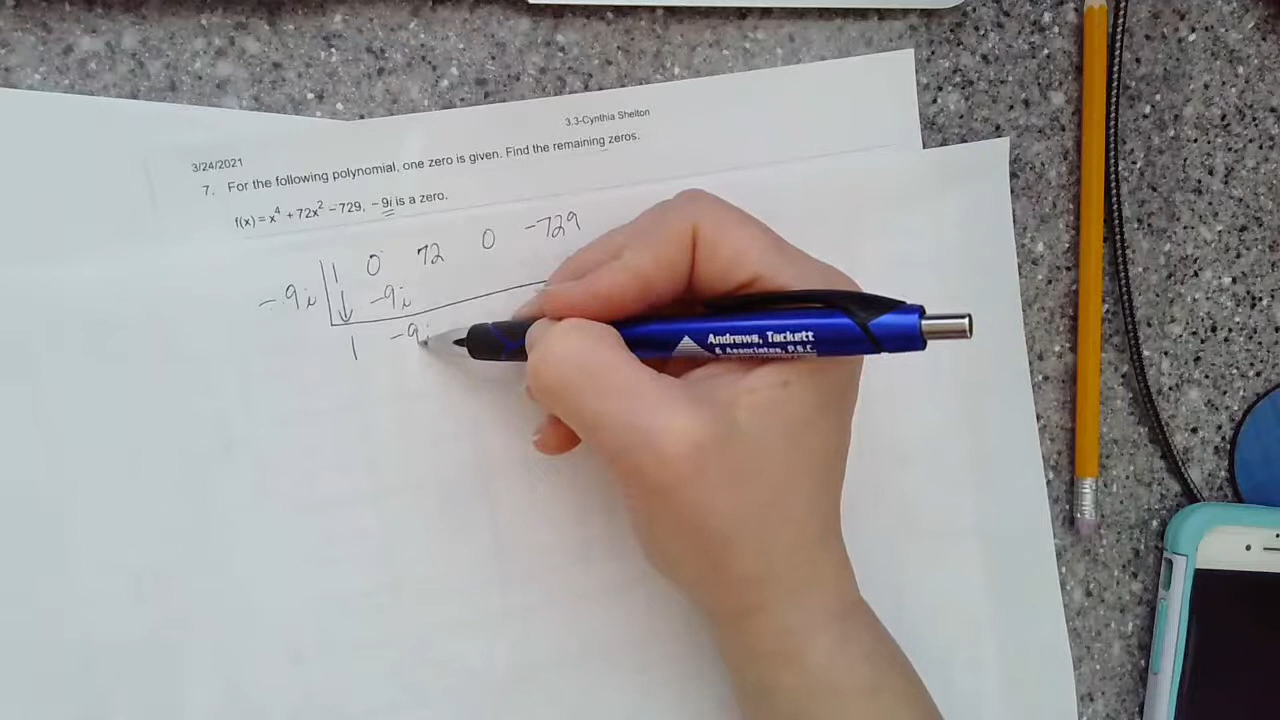 3.3-Cynthia Shelton
3/24/2021
7. For the following polynomial, one zero is given. Find the remaining zeros.
f(x) = x⁴ + 72x² − 729, − 9i is a zero.
1 0 72 0 -729
-9i
-9i
1 -9i
Andrews, Tackett
& Associates, P.S.C.